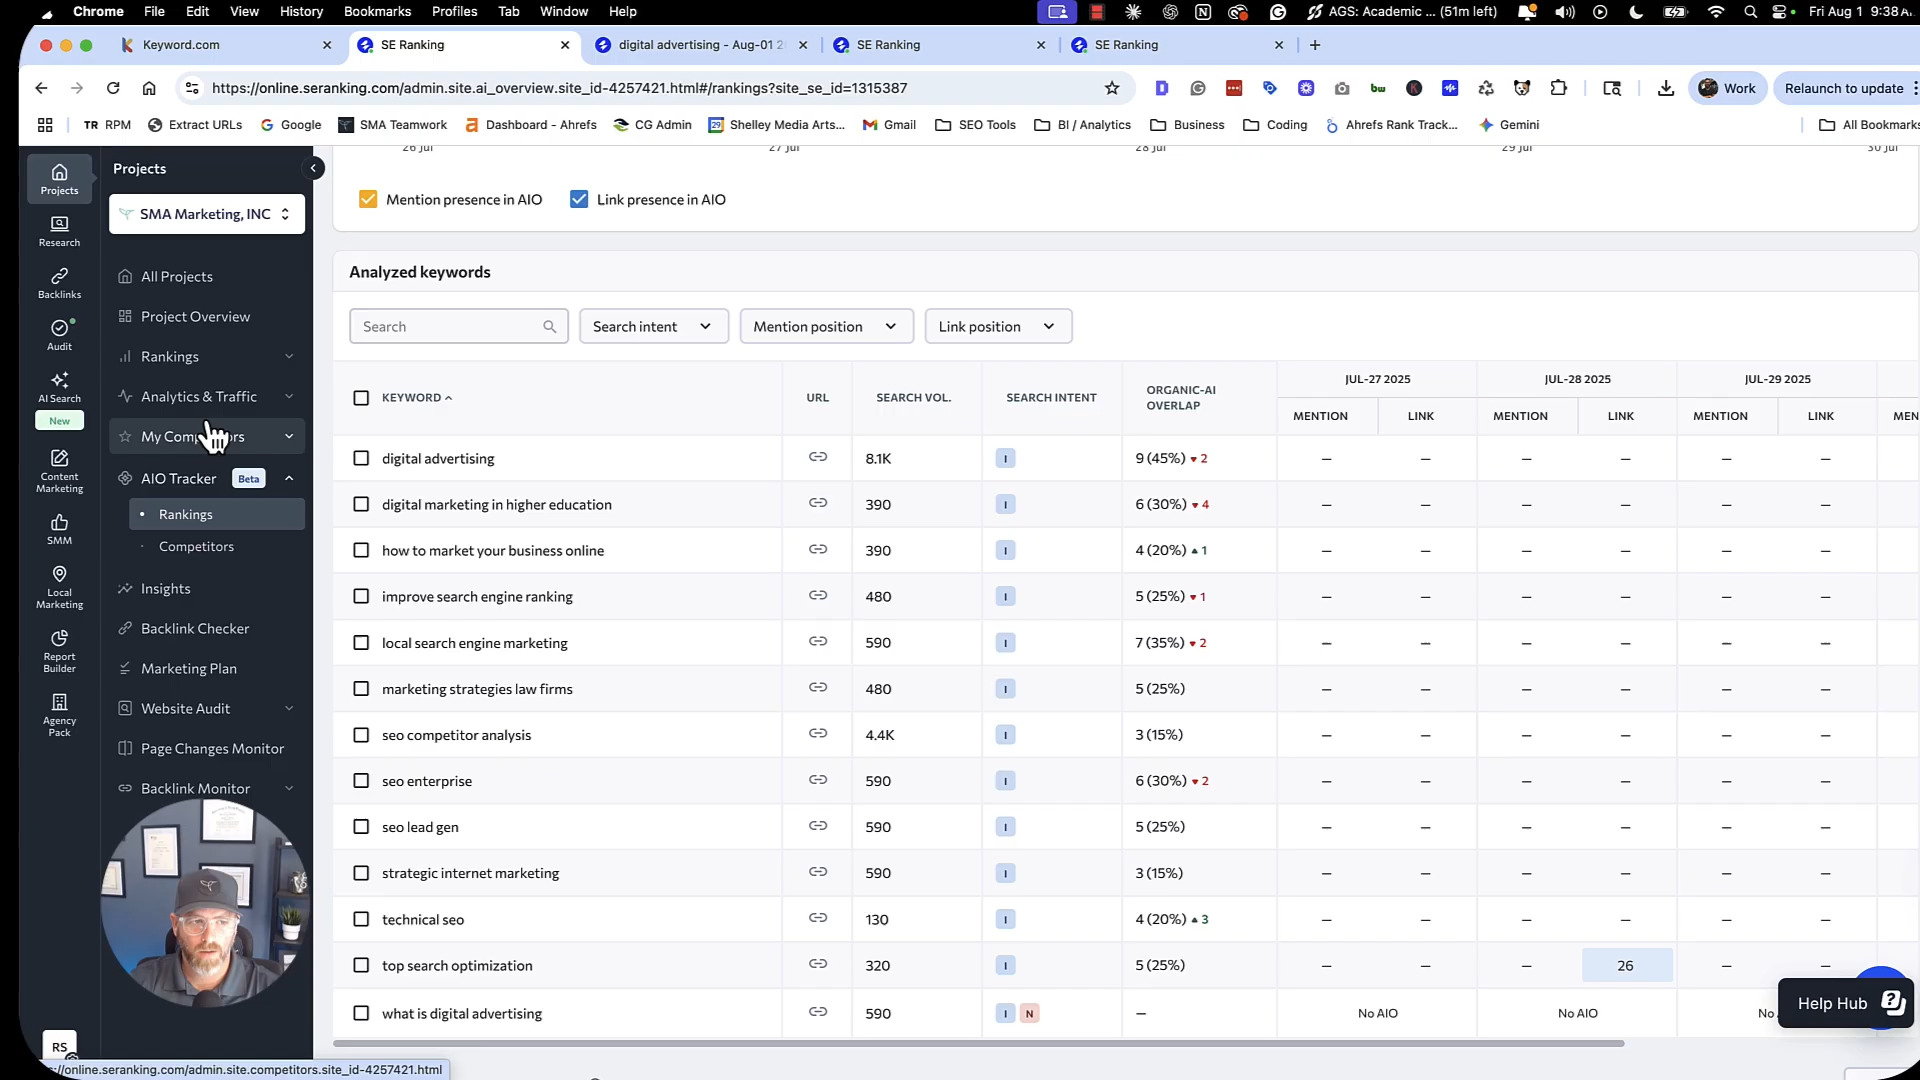 Chrome File Edit View History Bookmarks Profiles Tab Window Help AGS: Academic ... (51m left) Fri Aug 1 9:38
Keyword.com SE Ranking digital advertising - Aug-01 2 SE Ranking SE Ranking
https://online.seranking.com/admin.site.ai_overview.site_id-4257421.html#/rankings?site_se_id=1315387 Work Relaunch to update
TR RPM Extract URLs Google SMA Teamwork Dashboard - Ahrefs CG Admin Shelley Media Arts... Gmail SEO Tools BI / Analytics Business Coding Ahrefs Rank Track... Gemini All Bookmarks
Projects
Research
Backlinks
Audit
AI Search
New
Content
Marketing
SMM
Local
Marketing
Report
Builder
Agency
Pack
RS
Projects
SMA Marketing, INC
All Projects
Project Overview
Rankings
Analytics & Traffic
My Competitors
AIO Tracker Beta
Rankings
Competitors
Insights
Backlink Checker
Marketing Plan
Website Audit
Page Changes Monitor
Backlink Monitor
26 Jul 27 Jul 28 Jul 29 Jul 30 Jul
Mention presence in AIO Link presence in AIO
Analyzed keywords
Search Search intent Mention position Link position
KEYWORD URL SEARCH VOL. SEARCH INTENT ORGANIC-AI OVERLAP JUL-27 2025 JUL-28 2025 JUL-29 2025
MENTION LINK MENTION LINK MENTION LINK MEN
digital advertising 8.1K I 9 (45%) ▾ 2 – – – – – –
digital marketing in higher education 390 I 6 (30%) ▾ 4 – – – – – –
how to market your business online 390 I 4 (20%) ▴ 1 – – – – – –
improve search engine ranking 480 I 5 (25%) ▾ 1 – – – – – –
local search engine marketing 590 I 7 (35%) ▾ 2 – – – – – –
marketing strategies law firms 480 I 5 (25%) – – – – – –
seo competitor analysis 4.4K I 3 (15%) – – – – – –
seo enterprise 590 I 6 (30%) ▾ 2 – – – – – –
seo lead gen 590 I 5 (25%) – – – – – –
strategic internet marketing 590 I 3 (15%) – – – – – –
technical seo 130 I 4 (20%) ▴ 3 – – – – – –
top search optimization 320 I 5 (25%) – – – 26 – –
what is digital advertising 590 I N – No AIO No AIO No
Help Hub
://online.seranking.com/admin.site.competitors.site_id-4257421.html